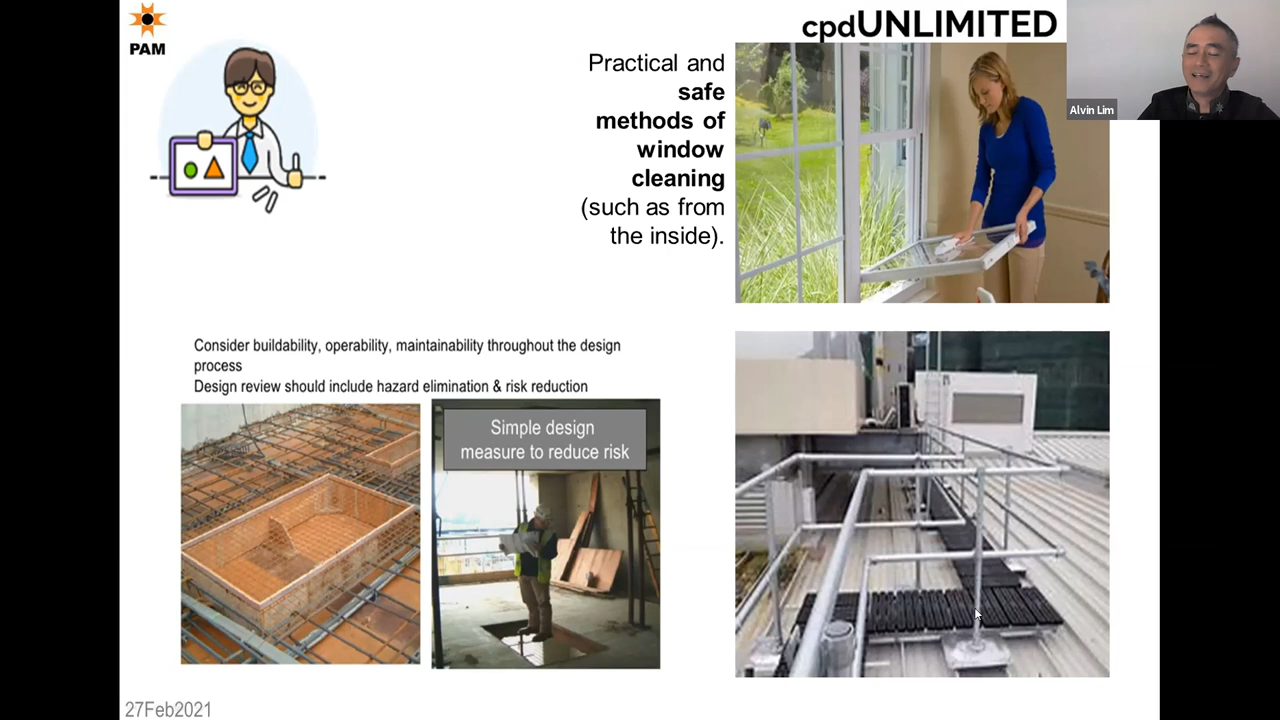 PAM
cpdUNLIMITED
Alvin Lim
Practical and
safe
methods of
window
cleaning
(such as from
the inside).
Consider buildability, operability, maintainability throughout the design
process
Design review should include hazard elimination & risk reduction
Simple design
measure to reduce risk
27Feb2021